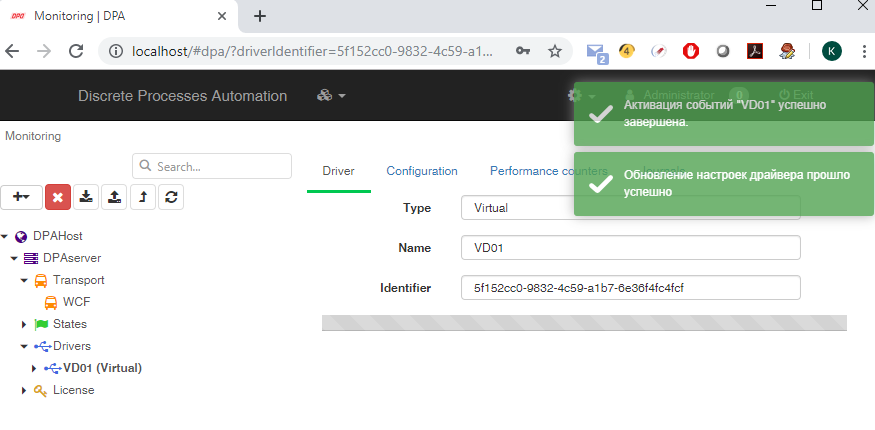 Monitoring | DPA
localhost/#dpa/?driverIdentifier=5f152cc0-9832-4c59-a1...
2
4
K
Discrete Processes Automation
Administrator
0
Exit
Активация событий "VD01" успешно
завершена.
Monitoring
Search...
Driver
Configuration
Performance counters
Обновление настроек драйвера прошло
успешно
Type
Virtual
Name
VD01
Identifier
5f152cc0-9832-4c59-a1b7-6e36f4fc4fcf
DPAHost
DPAserver
Transport
WCF
States
Drivers
VD01 (Virtual)
License